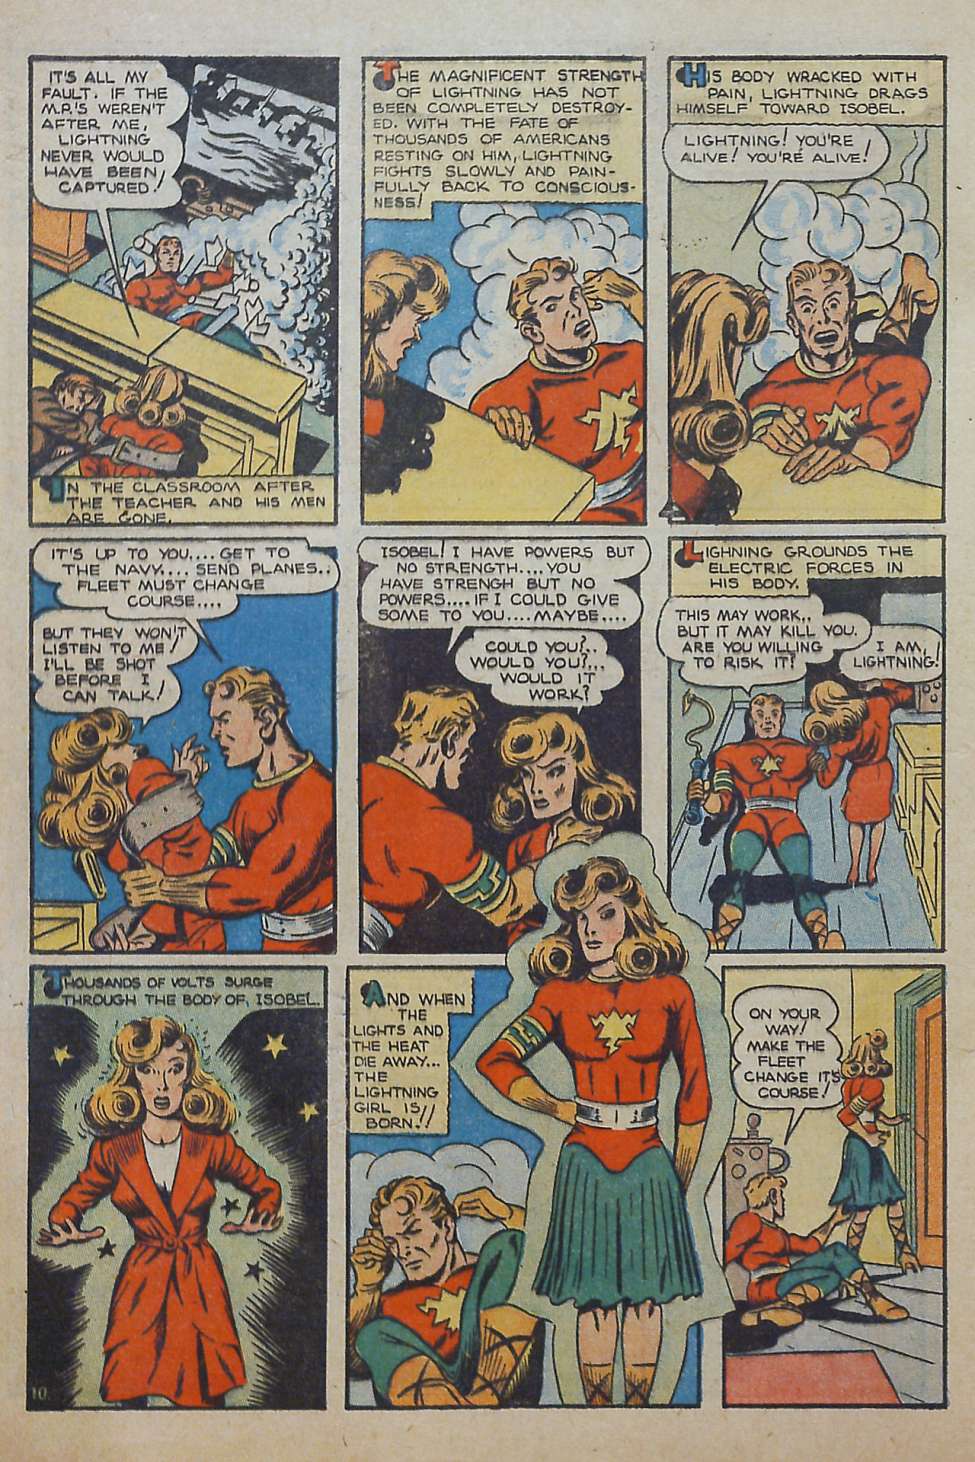 IT'S ALL MY
FAULT. IF THE
M.P.'S WEREN'T
AFTER ME,
LIGHTNING
NEVER WOULD
HAVE BEEN
CAPTURED!
IN THE CLASSROOM AFTER
THE TEACHER AND HIS MEN
ARE GONE.
THE MAGNIFICENT STRENGTH
OF LIGHTNING HAS NOT
BEEN COMPLETELY DESTROY-
ED. WITH THE FATE OF
THOUSANDS OF AMERICANS
RESTING ON HIM, LIGHTNING
FIGHTS SLOWLY AND PAIN-
FULLY BACK TO CONSCIOUS-
NESS!
HIS BODY WRACKED WITH
PAIN, LIGHTNING DRAGS
HIMSELF TOWARD ISOBEL.
LIGHTNING! YOU'RE
ALIVE! YOU'RE ALIVE!
IT'S UP TO YOU.... GET TO
THE NAVY.... SEND PLANES..
FLEET MUST CHANGE
COURSE....
BUT THEY WON'T
LISTEN TO ME!
I'LL BE SHOT
BEFORE I
CAN TALK!
ISOBEL! I HAVE POWERS BUT
NO STRENGTH.... YOU
HAVE STRENGH BUT NO
POWERS.... IF I COULD GIVE
SOME TO YOU.... MAYBE....
COULD YOU?..
WOULD YOU?...
WOULD IT
WORK?
LIGHNING GROUNDS THE
ELECTRIC FORCES IN
HIS BODY.
THIS MAY WORK..
BUT IT MAY KILL YOU.
ARE YOU WILLING
TO RISK IT?
I AM,
LIGHTNING!
THOUSANDS OF VOLTS SURGE
THROUGH THE BODY OF, ISOBEL.
10
AND WHEN
THE
LIGHTS AND
THE HEAT
DIE AWAY...
THE
LIGHTNING
GIRL IS
BORN.!!
ON YOUR
WAY!
MAKE THE
FLEET
CHANGE IT'S
COURSE!